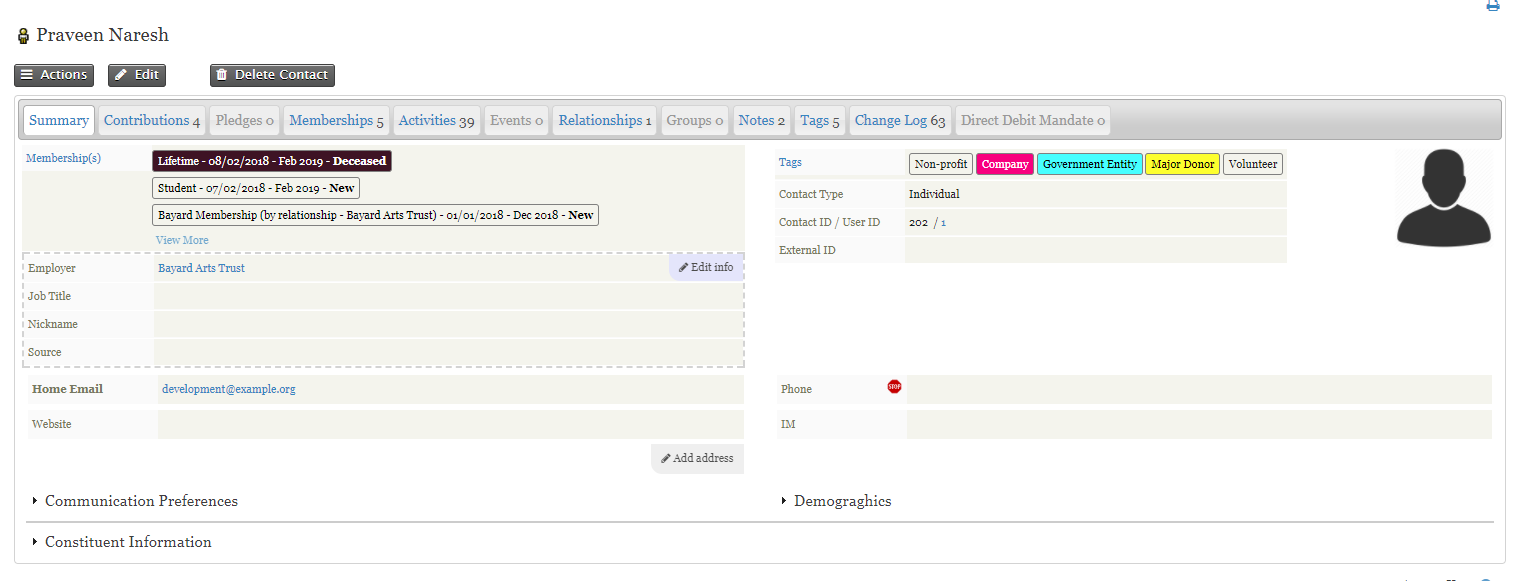 Praveen Naresh
Actions Edit Delete Contact
Summary Contributions 4 Pledges 0 Memberships 5 Activities 39 Events 0 Relationships 1 Groups 0 Notes 2 Tags 5 Change Log 63 Direct Debit Mandate 0
Membership(s)
Lifetime - 08/02/2018 - Feb 2019 - Deceased
Student - 07/02/2018 - Feb 2019 - New
Bayard Membership (by relationship - Bayard Arts Trust) - 01/01/2018 - Dec 2018 - New
View More
Employer Bayard Arts Trust Edit info
Job Title
Nickname
Source
Tags Non-profit Company Government Entity Major Donor Volunteer
Contact Type Individual
Contact ID / User ID 202 / 1
External ID
Home Email development@example.org
Website
Add address
Phone STOP
IM
Communication Preferences
Demograghics
Constituent Information